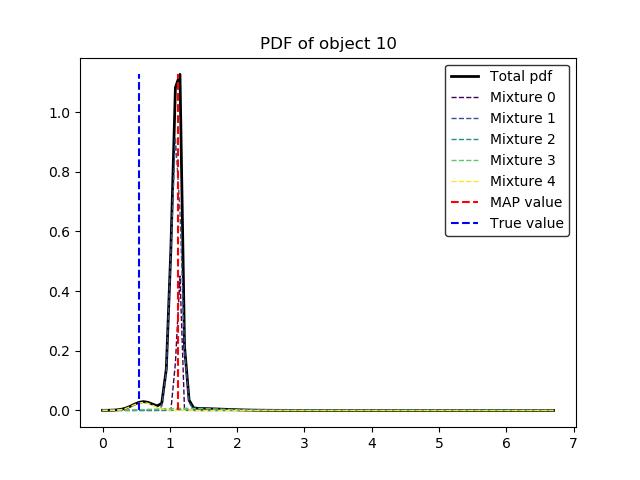 PDF of object 10
Total pdf
Mixture 0
Mixture 1
Mixture 2
Mixture 3
Mixture 4
MAP value
True value
1.0
0.8
0.6
0.4
0.2
0.0
0 1 2 3 4 5 6 7